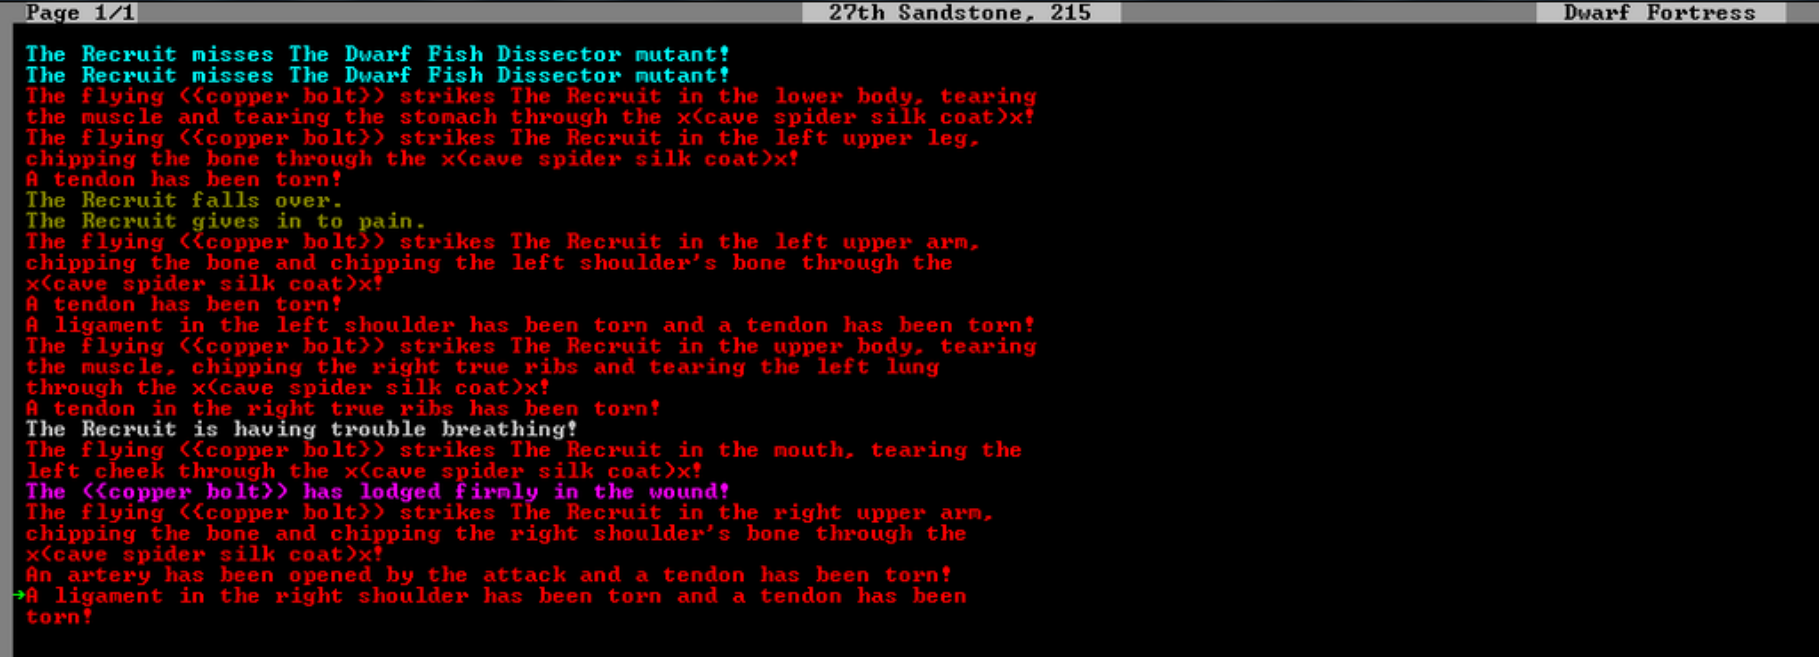 Page 1/1 27th Sandstone, 215 Dwarf Fortress
The Recruit misses The Dwarf Fish Dissector mutant!
The Recruit misses The Dwarf Fish Dissector mutant!
The flying <<copper bolt>> strikes The Recruit in the lower body, tearing
the muscle and tearing the stomach through the x(cave spider silk coat)x!
The flying <<copper bolt>> strikes The Recruit in the left upper leg,
chipping the bone through the x(cave spider silk coat)x!
A tendon has been torn!
The Recruit falls over.
The Recruit gives in to pain.
The flying <<copper bolt>> strikes The Recruit in the left upper arm,
chipping the bone and chipping the left shoulder's bone through the
x(cave spider silk coat)x!
A tendon has been torn!
A ligament in the left shoulder has been torn and a tendon has been torn!
The flying <<copper bolt>> strikes The Recruit in the upper body, tearing
the muscle, chipping the right true ribs and tearing the left lung
through the x(cave spider silk coat)x!
A tendon in the right true ribs has been torn!
The Recruit is having trouble breathing!
The flying <<copper bolt>> strikes The Recruit in the mouth, tearing the
left cheek through the x(cave spider silk coat)x!
The <<copper bolt>> has lodged firmly in the wound!
The flying <<copper bolt>> strikes The Recruit in the right upper arm,
chipping the bone and chipping the right shoulder's bone through the
x(cave spider silk coat)x!
An artery has been opened by the attack and a tendon has been torn!
→A ligament in the right shoulder has been torn and a tendon has been
torn!